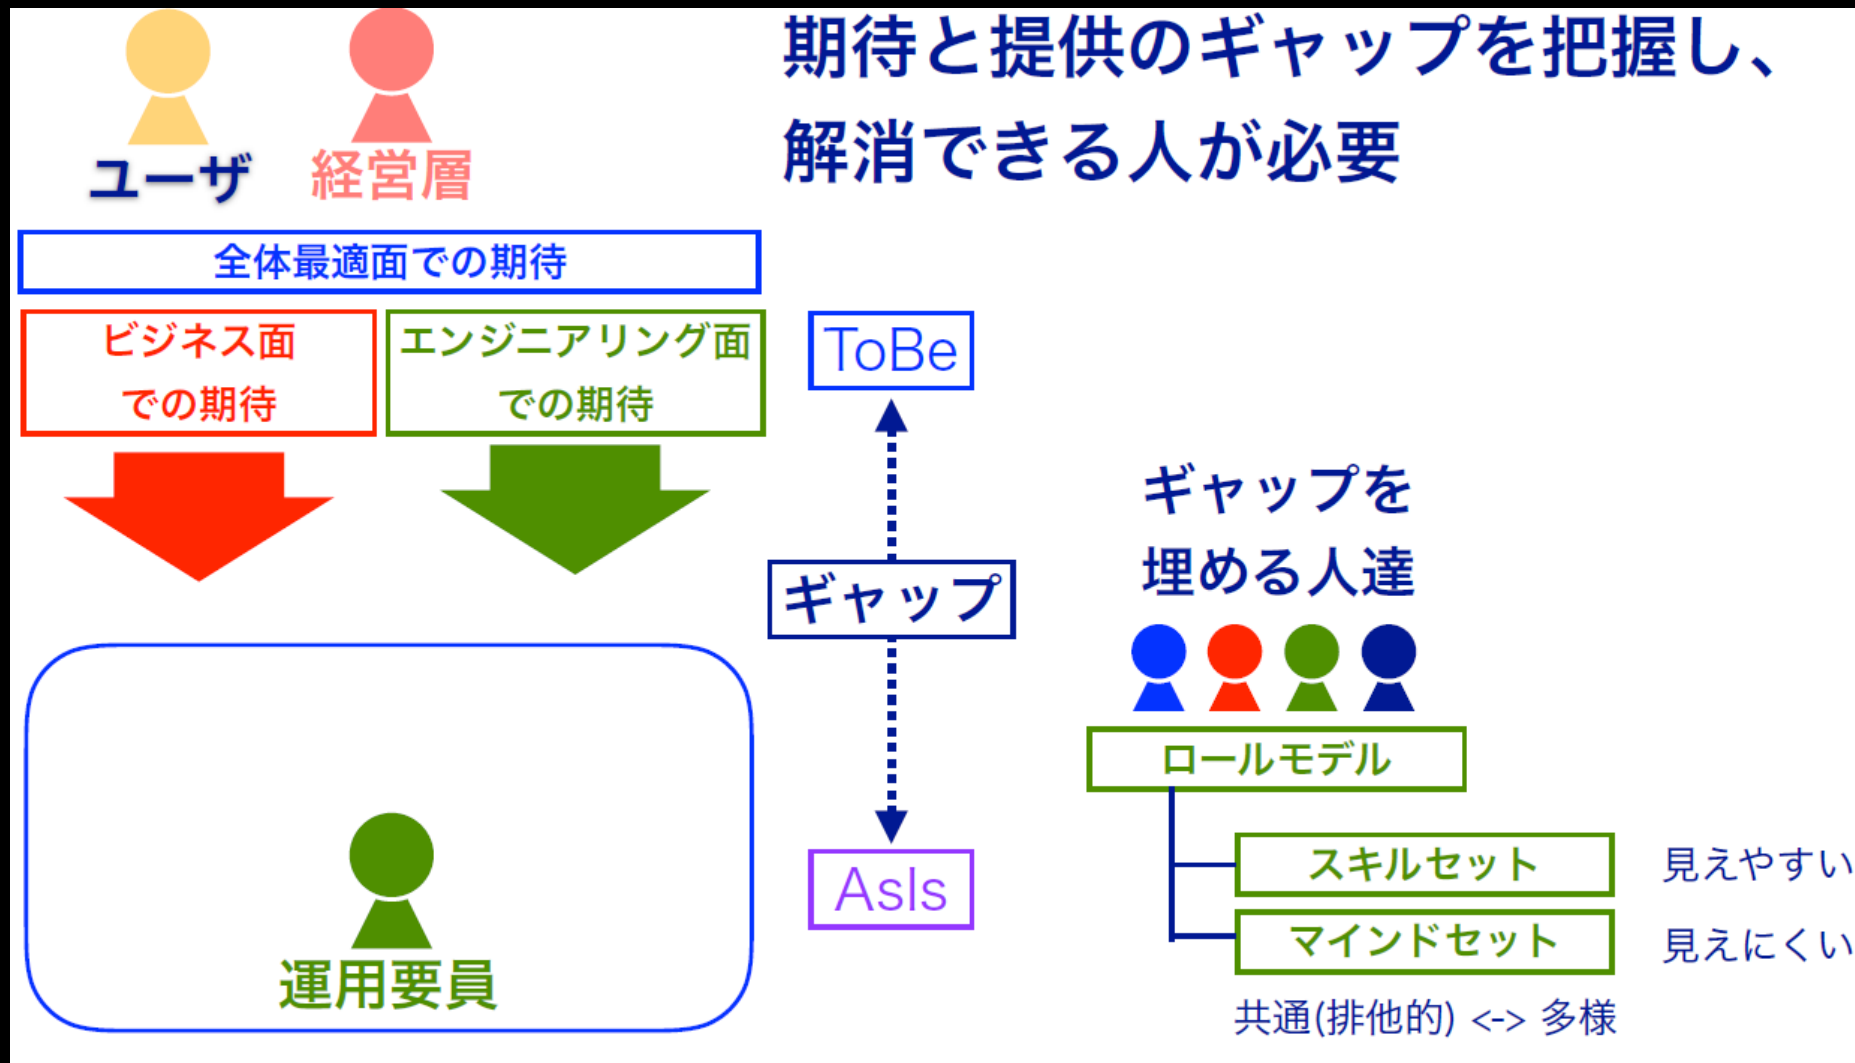 期待と提供のギャップを把握し、
解消できる人が必要
ユーザ
経営層
全体最適面での期待
ビジネス面
での期待
エンジニアリング面
での期待
ToBe
ギャップ
AsIs
運用要員
ギャップを
埋める人達
ロールモデル
スキルセット
見えやすい
マインドセット
見えにくい
共通(排他的) <-> 多様